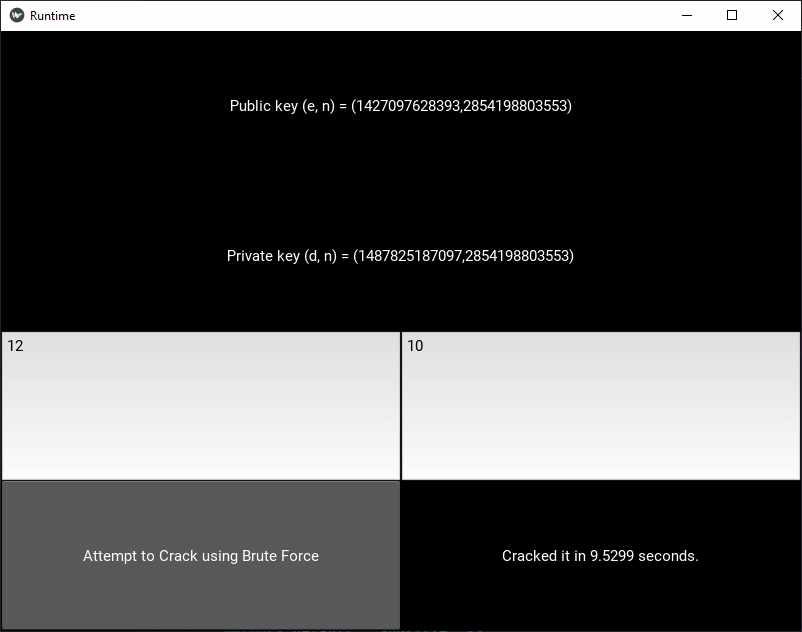 Runtime
Public key (e, n) = (1427097628393,2854198803553)
Private key (d, n) = (1487825187097,2854198803553)
12
10
Attempt to Crack using Brute Force
Cracked it in 9.5299 seconds.